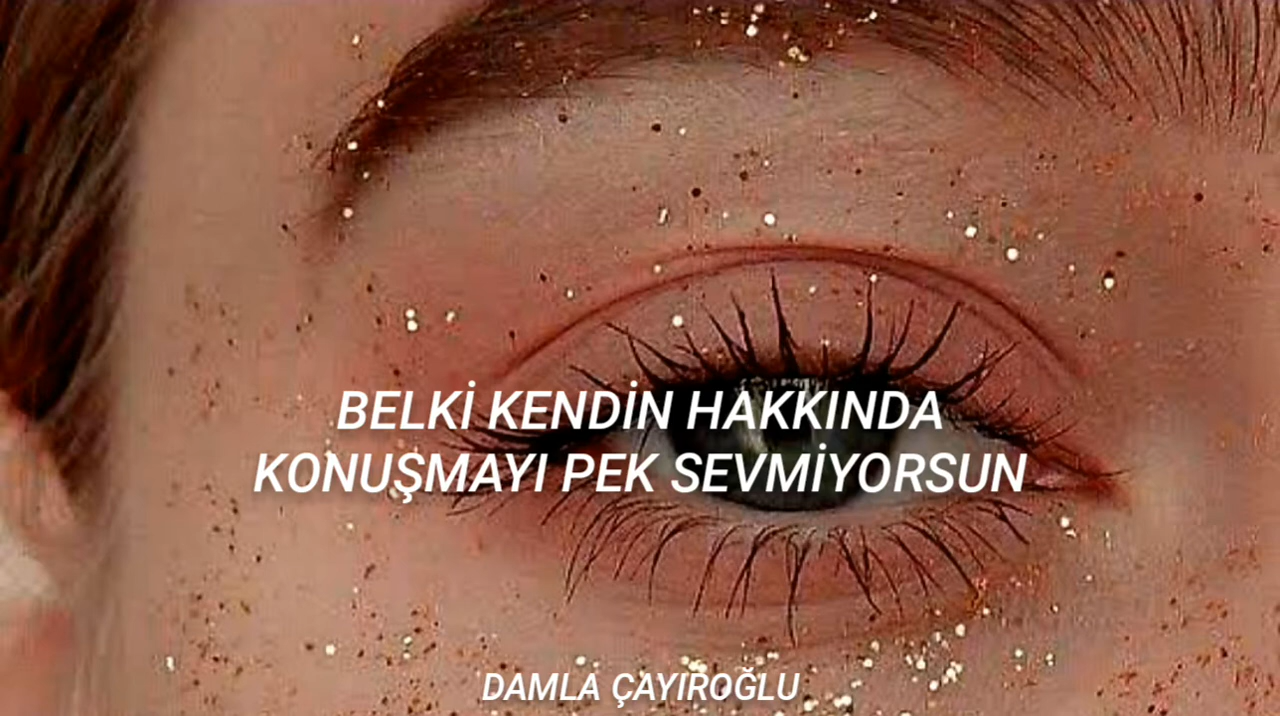 BELKİ KENDİN HAKKINDA
KONUŞMAYI PEK SEVMİYORSUN
DAMLA ÇAYIROĞLU